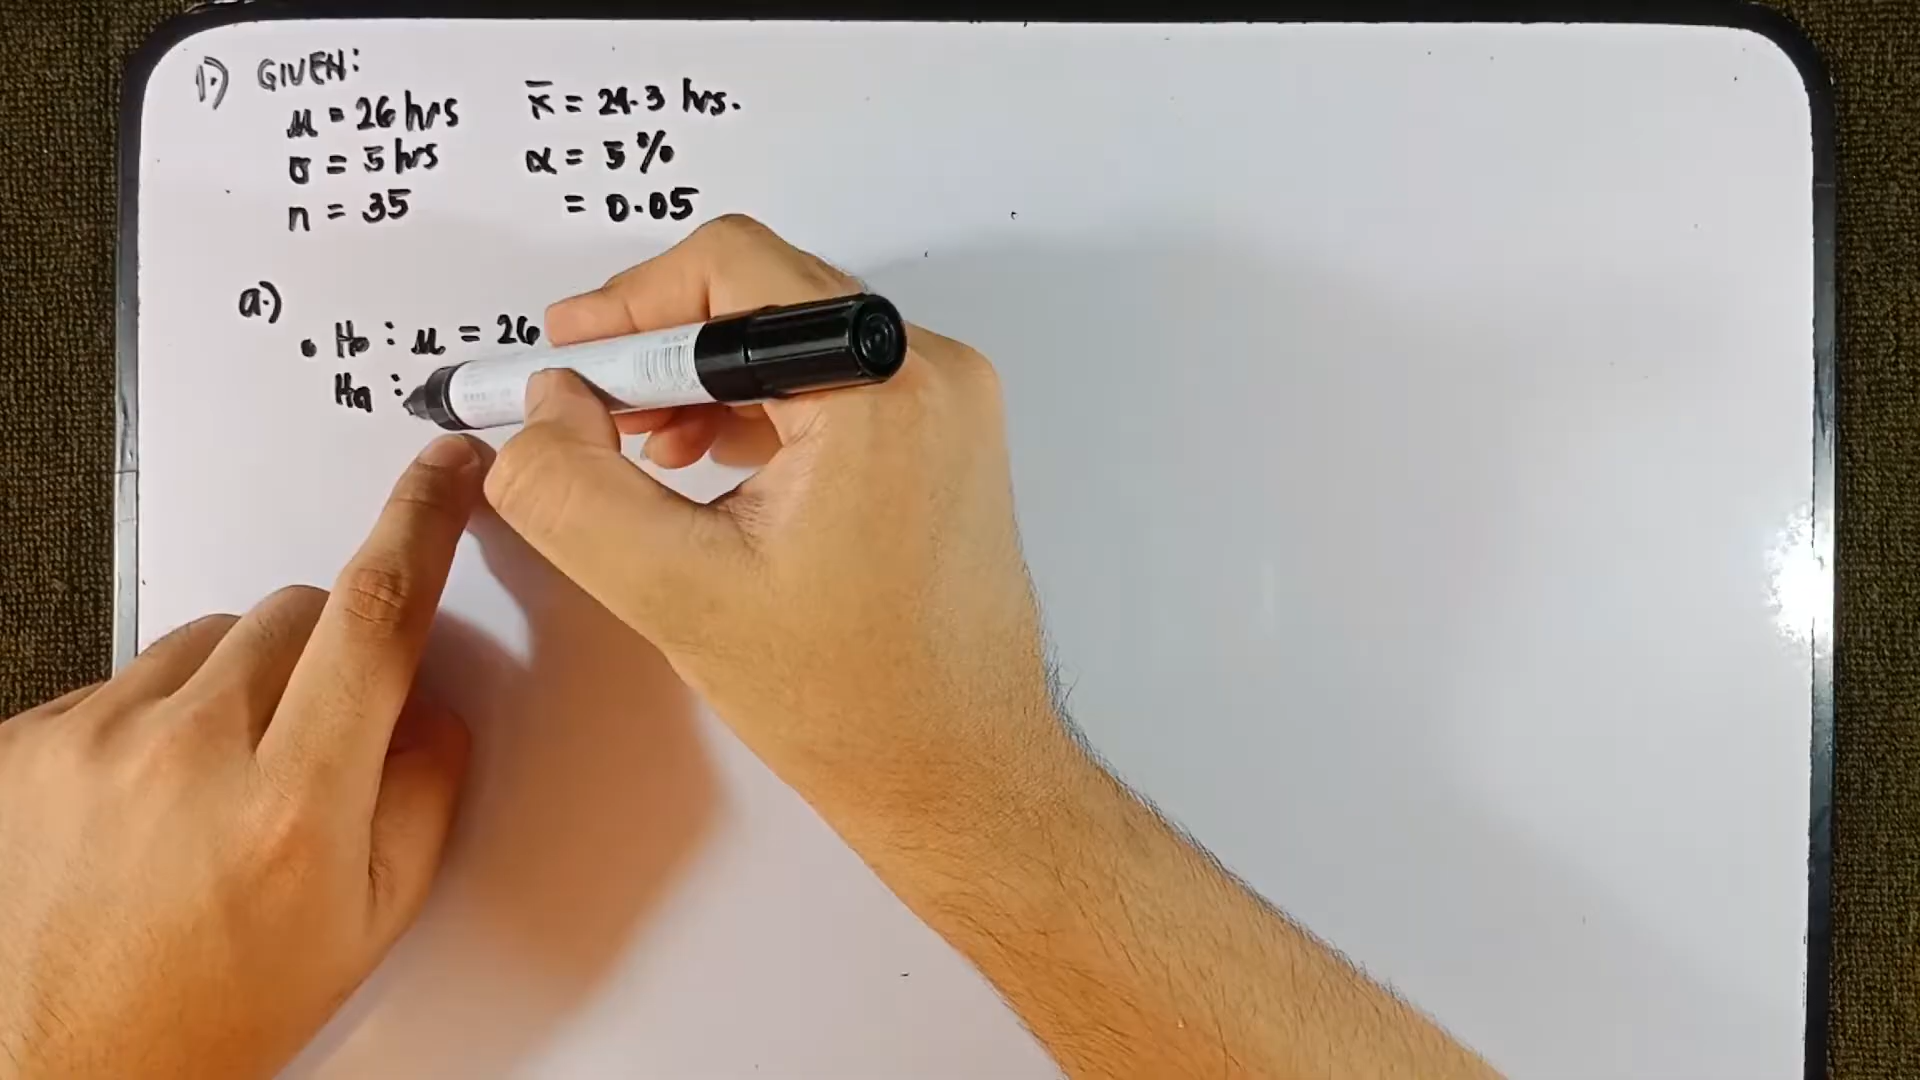 1.) GIVEN:
μ = 26 hrs
σ = 5 hrs
n = 35
x̄ = 24.3 hrs.
α = 5%
= 0.05
a.)
• Ho : μ = 26
Ha :